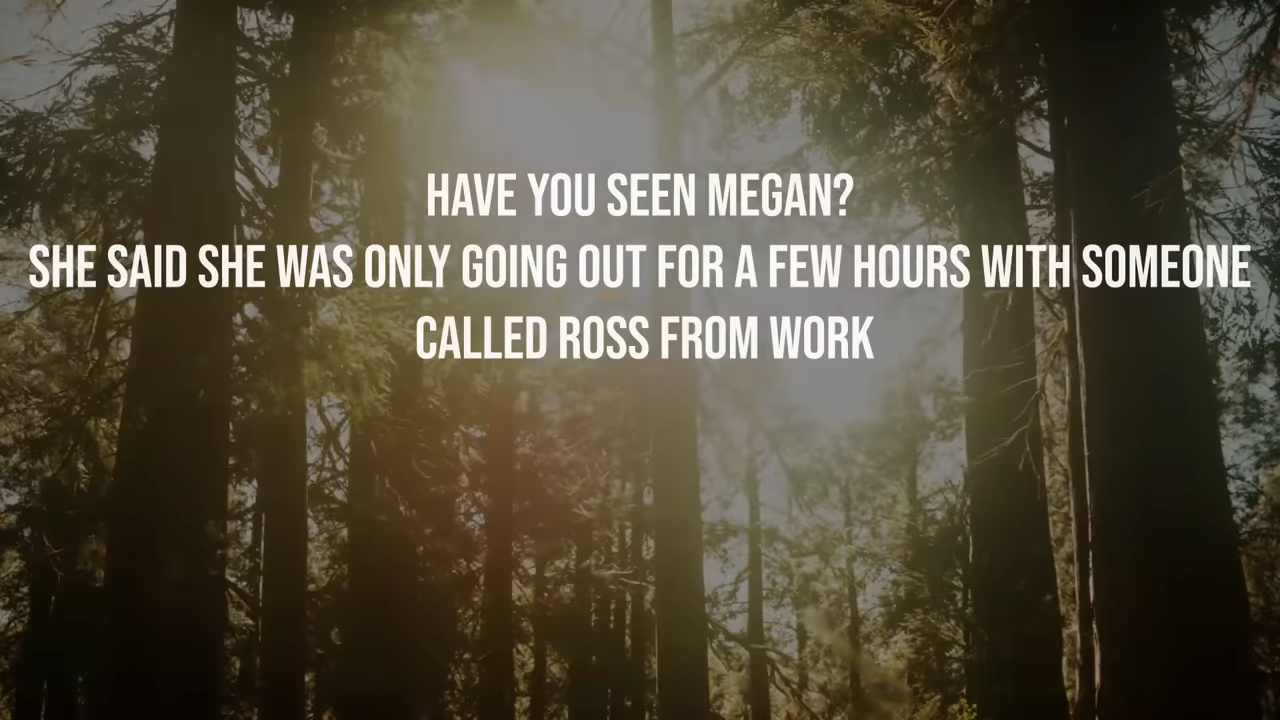 HAVE YOU SEEN MEGAN?
SHE SAID SHE WAS ONLY GOING OUT FOR A FEW HOURS WITH SOMEONE
CALLED ROSS FROM WORK